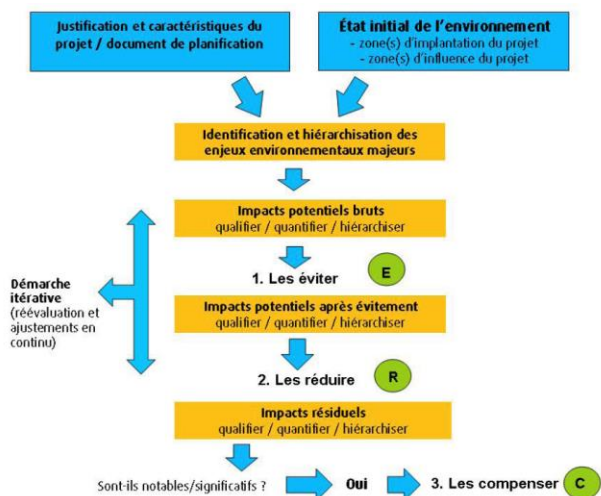 Justification et caractéristiques du
projet / document de planification
État initial de l'environnement
- zone(s) d'implantation du projet
- zone(s) d'influence du projet
Identification et hiérarchisation des
enjeux environnementaux majeurs
Impacts potentiels bruts
qualifier / quantifier / hiérarchiser
1. Les éviter
E
Démarche
itérative
(réévaluation et
ajustements en
continu)
Impacts potentiels après évitement
qualifier / quantifier / hiérarchiser
2. Les réduire
R
Impacts résiduels
qualifier / quantifier / hiérarchiser
Sont-ils notables/significatifs ?
Oui
3. Les compenser
C